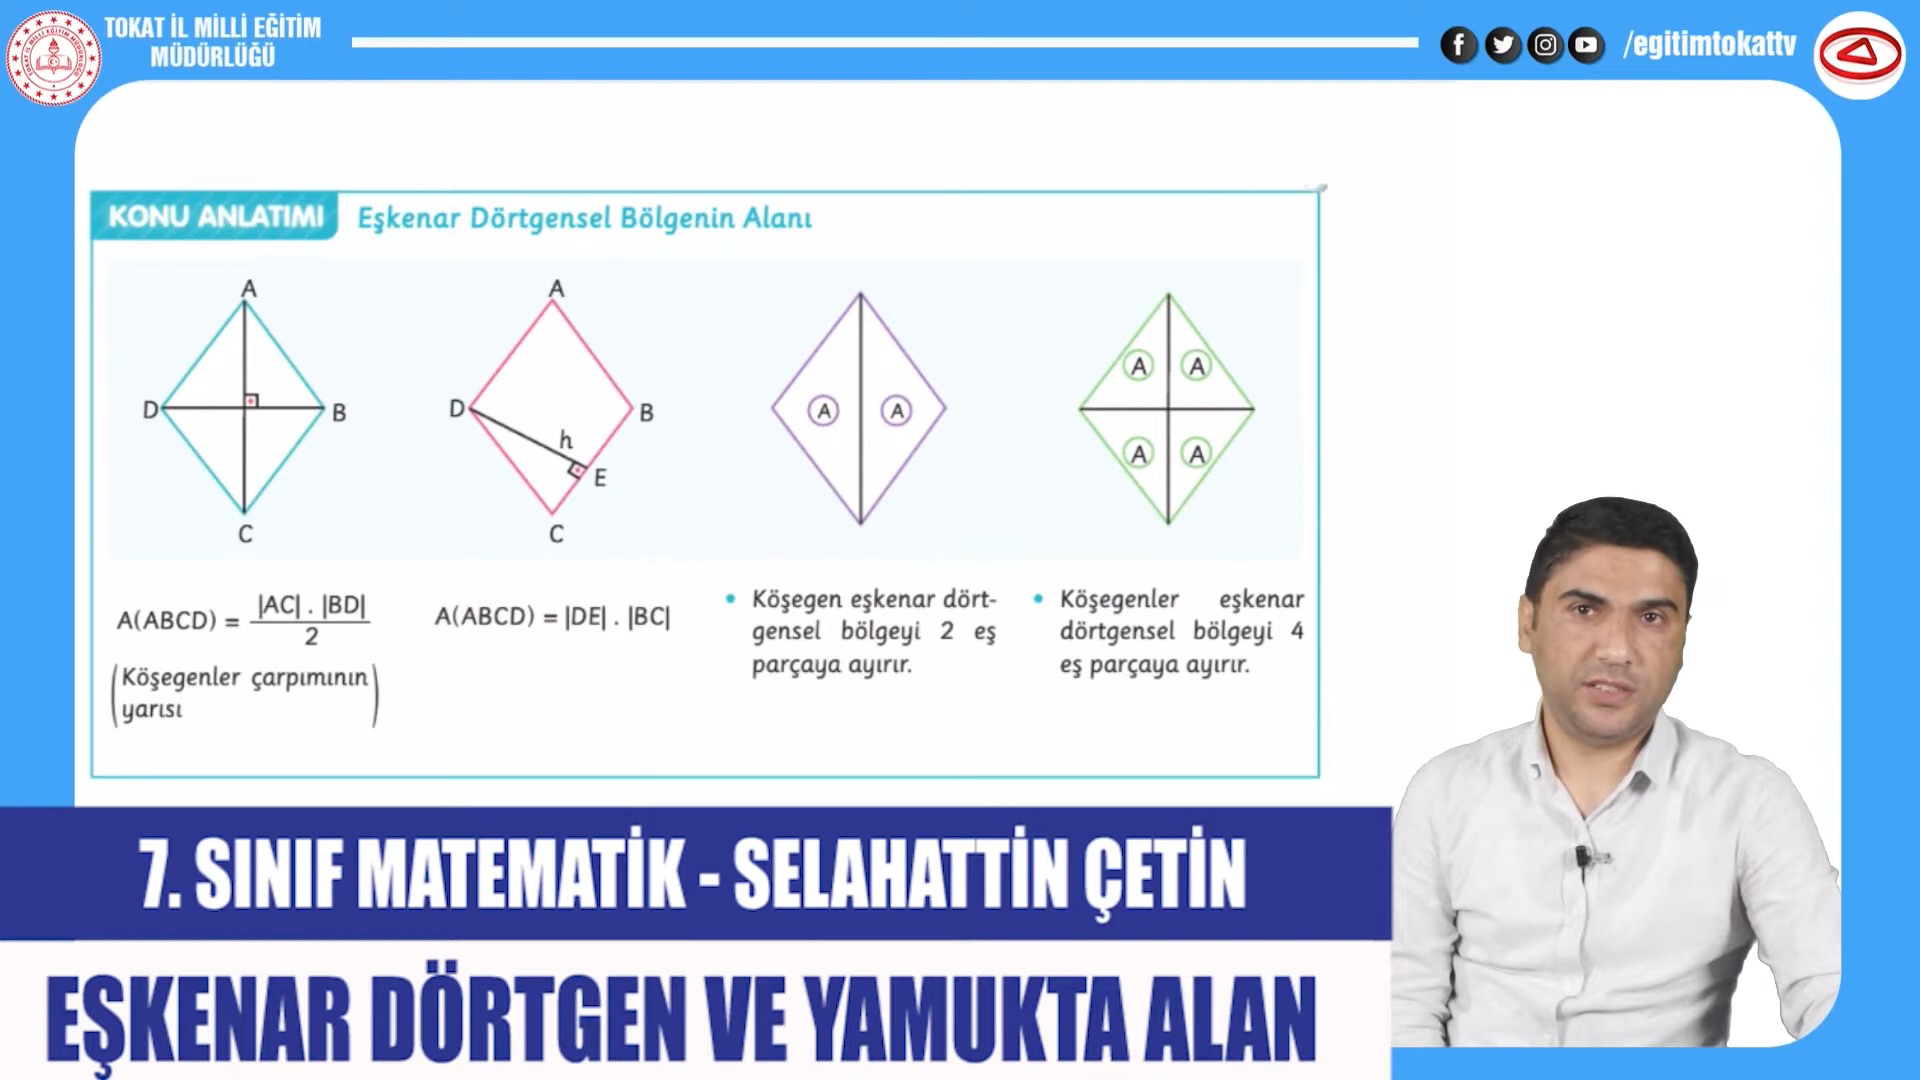 TOKAT İL MİLLİ EĞİTİM
MÜDÜRLÜĞÜ
/egitimtokattv
KONU ANLATIMI
Eşkenar Dörtgensel Bölgenin Alanı
A
D
B
C
A
D
B
h
E
C
A
A
A
A
A
A
A(ABCD) = |AC| . |BD| / 2
(Köşegenler çarpımının
yarısı)
A(ABCD) = |DE| . |BC|
• Köşegen eşkenar dört-
gensel bölgeyi 2 eş
parçaya ayırır.
• Köşegenler eşkenar
dörtgensel bölgeyi 4
eş parçaya ayırır.
7. SINIF MATEMATİK - SELAHATTİN ÇETİN
EŞKENAR DÖRTGEN VE YAMUKTA ALAN